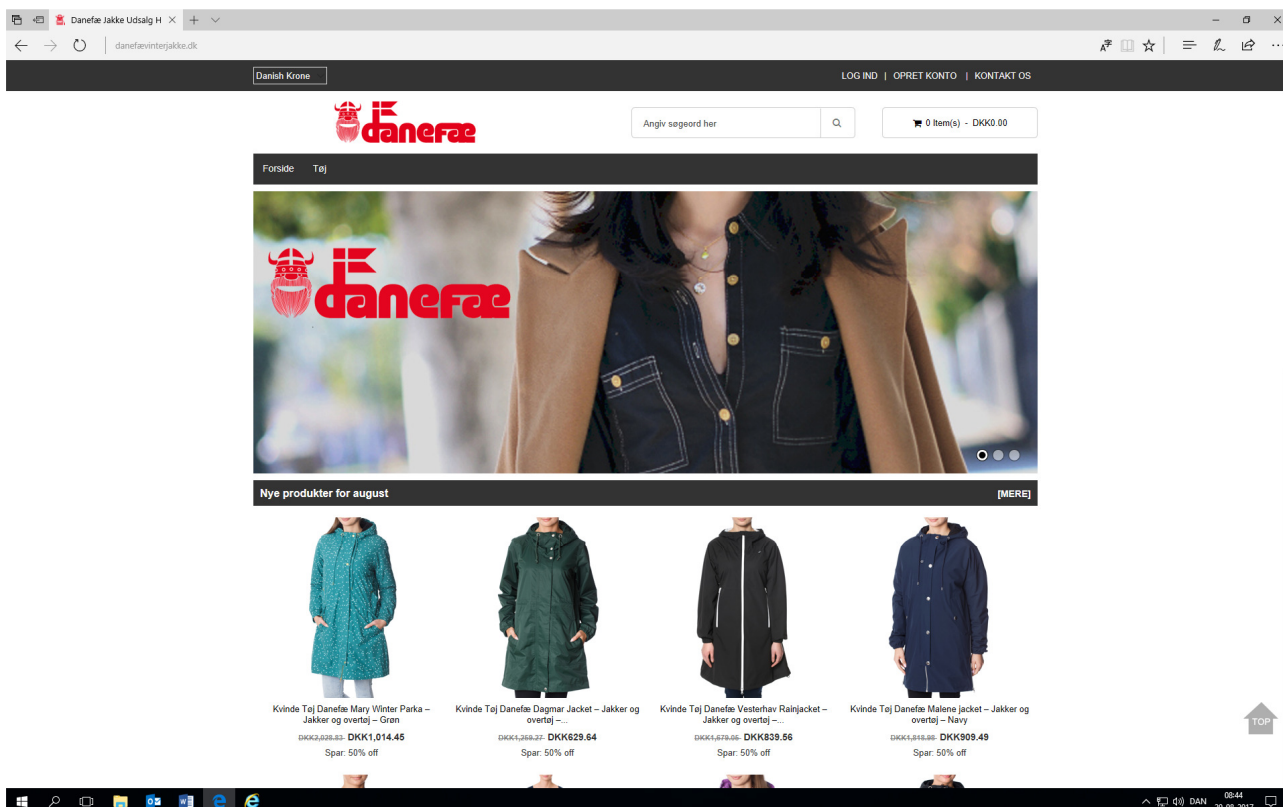 Danefæ Jakke Udsalg H
danefævinterjakke.dk
Danish Krone
LOG IND | OPRET KONTO | KONTAKT OS
danefæ
Angiv søgeord her
0 Item(s) - DKK0.00
Forside Tøj
danefæ
Nye produkter for august [MERE]
Kvinde Tøj Danefæ Mary Winter Parka –
Jakker og overtøj – Grøn
DKK2,028.83 DKK1,014.45
Spar: 50% off
Kvinde Tøj Danefæ Dagmar Jacket – Jakker og
overtøj –...
DKK1,259.27 DKK629.64
Spar: 50% off
Kvinde Tøj Danefæ Vesterhav Rainjacket –
Jakker og overtøj –...
DKK1,679.05 DKK839.56
Spar: 50% off
Kvinde Tøj Danefæ Malene jacket – Jakker og
overtøj – Navy
DKK1,818.98 DKK909.49
Spar: 50% off
TOP
DAN
08:44